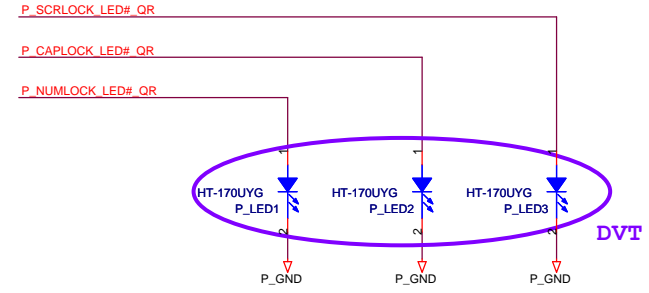 P_SCRLOCK_LED#_QR
P_CAPLOCK_LED#_QR
P_NUMLOCK_LED#_QR
1 1 1
HT-170UYG HT-170UYG HT-170UYG
P_LED1 P_LED2 P_LED3
2 2 2
DVT
P_GND P_GND P_GND